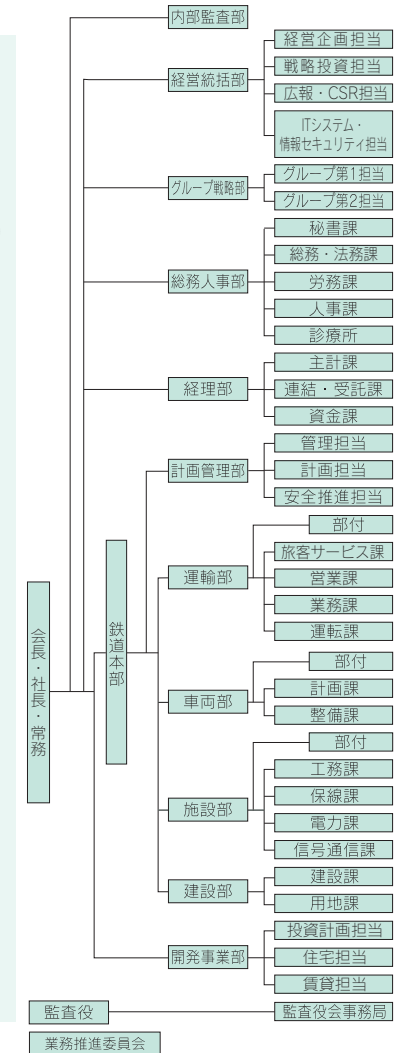 内部監査部
経営統括部
経営企画担当
戦略投資担当
広報・CSR担当
ITシステム・
情報セキュリティ担当
グループ戦略部
グループ第1担当
グループ第2担当
総務人事部
秘書課
総務・法務課
労務課
人事課
診療所
経理部
主計課
連結・受託課
資金課
会長・社長・常務
鉄道本部
計画管理部
管理担当
計画担当
安全推進担当
運輸部
部付
旅客サービス課
営業課
業務課
運転課
車両部
部付
計画課
整備課
施設部
部付
工務課
保線課
電力課
信号通信課
建設部
建設課
用地課
開発事業部
投資計画担当
住宅担当
賃貸担当
監査役
監査役会事務局
業務推進委員会